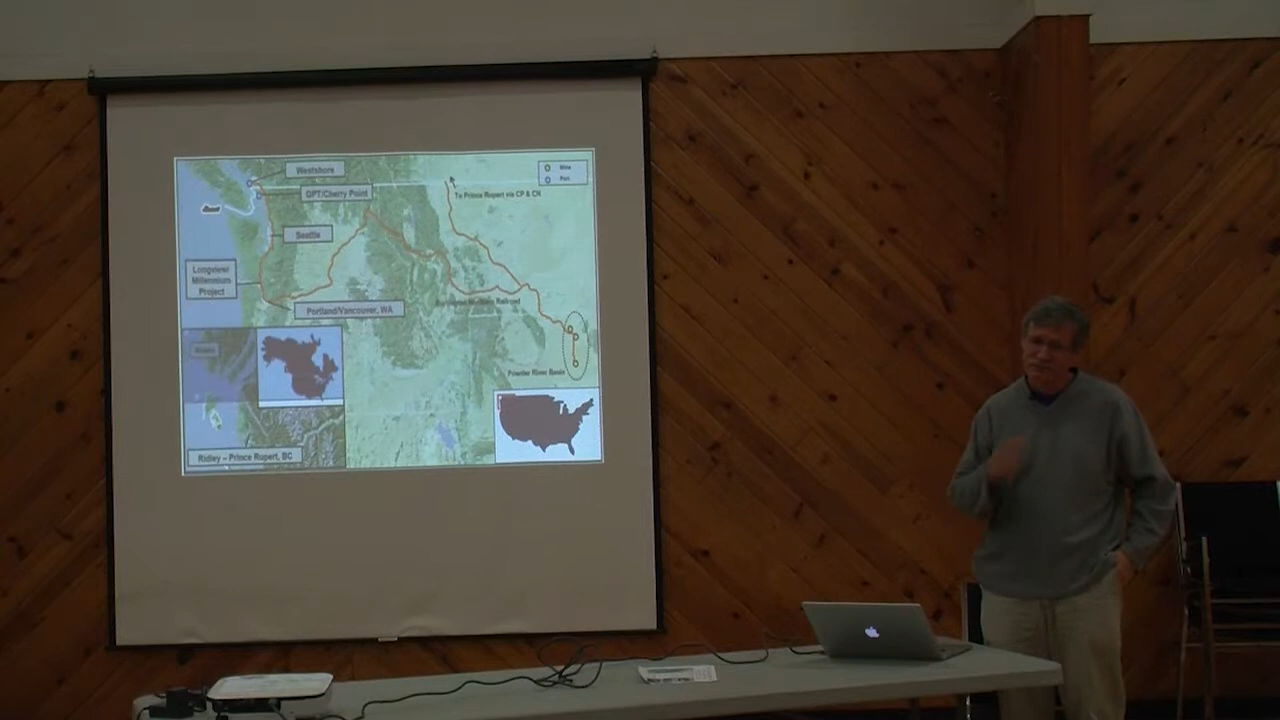 Westshore
Mine
Port
GPT/Cherry Point
To Prince Rupert via CP & CN
Seattle
Longview/
Millennium
Project
Portland/Vancouver, WA
Railroad
Powder River Basin
Ridley – Prince Rupert, BC